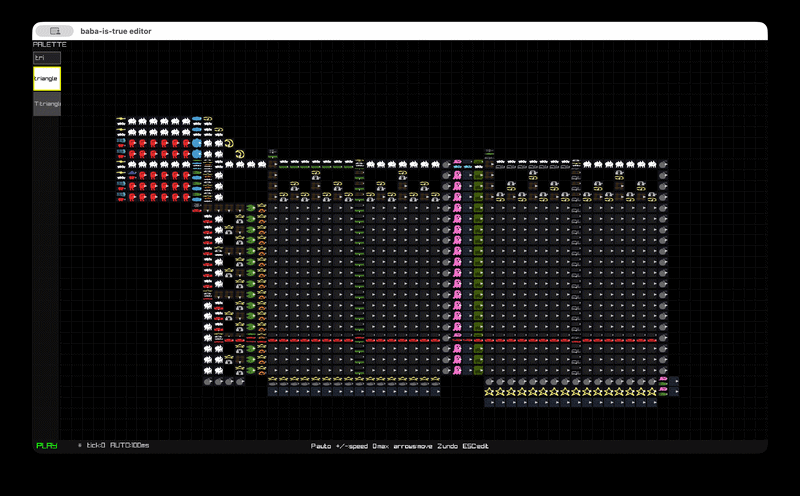 baba-is-true editor
PALETTE
tri
triangle
T triangl
PLAY
tick:0 AUTO:100ms
P:auto +/-:speed 0:max arrows:move Z:undo ESC:edit